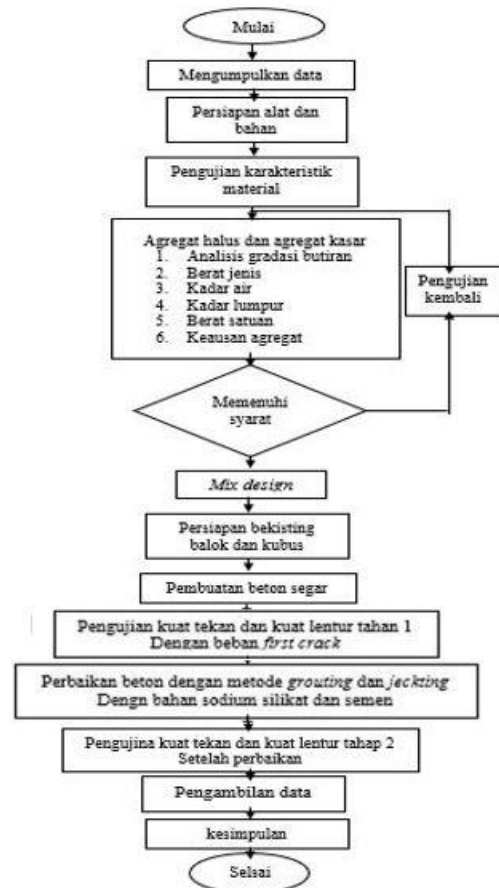 Mulai
Mengumpulkan data
Persiapan alat dan
bahan
Pengujian karakteristik
material
Agregat halus dan agregat kasar
1. Analisis gradasi butiran
2. Berat jenis
3. Kadar air
4. Kadar lumpur
5. Berat satuan
6. Keausan agregat
Pengujian
kembali
Memenuhi
syarat
Mix design
Persiapan bekisting
balok dan kubus
Pembuatan beton segar
Pengujian kuat tekan dan kuat lentur tahan 1
Dengan beban first crack
Perbaikan beton dengan metode grouting dan jeckting
Dengn bahan sodium silikat dan semen
Pengujina kuat tekan dan kuat lentur tahap 2
Setelah perbaikan
Pengambilan data
kesimpulan
Selsai